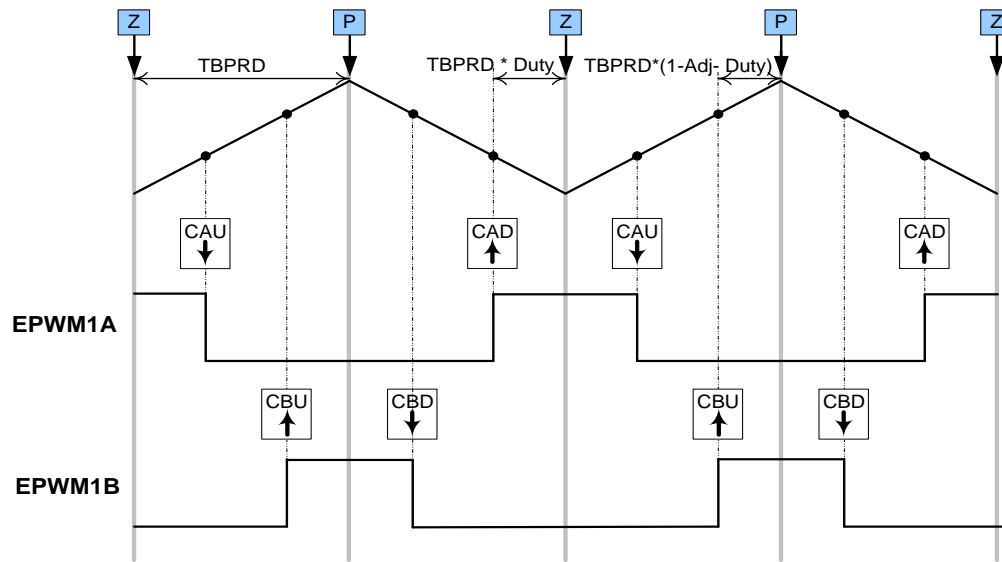 Z P Z P Z
TBPRD TBPRD * Duty TBPRD*(1-Adj- Duty)
CAU CAD CAU CAD
EPWM1A
CBU CBD CBU CBD
EPWM1B